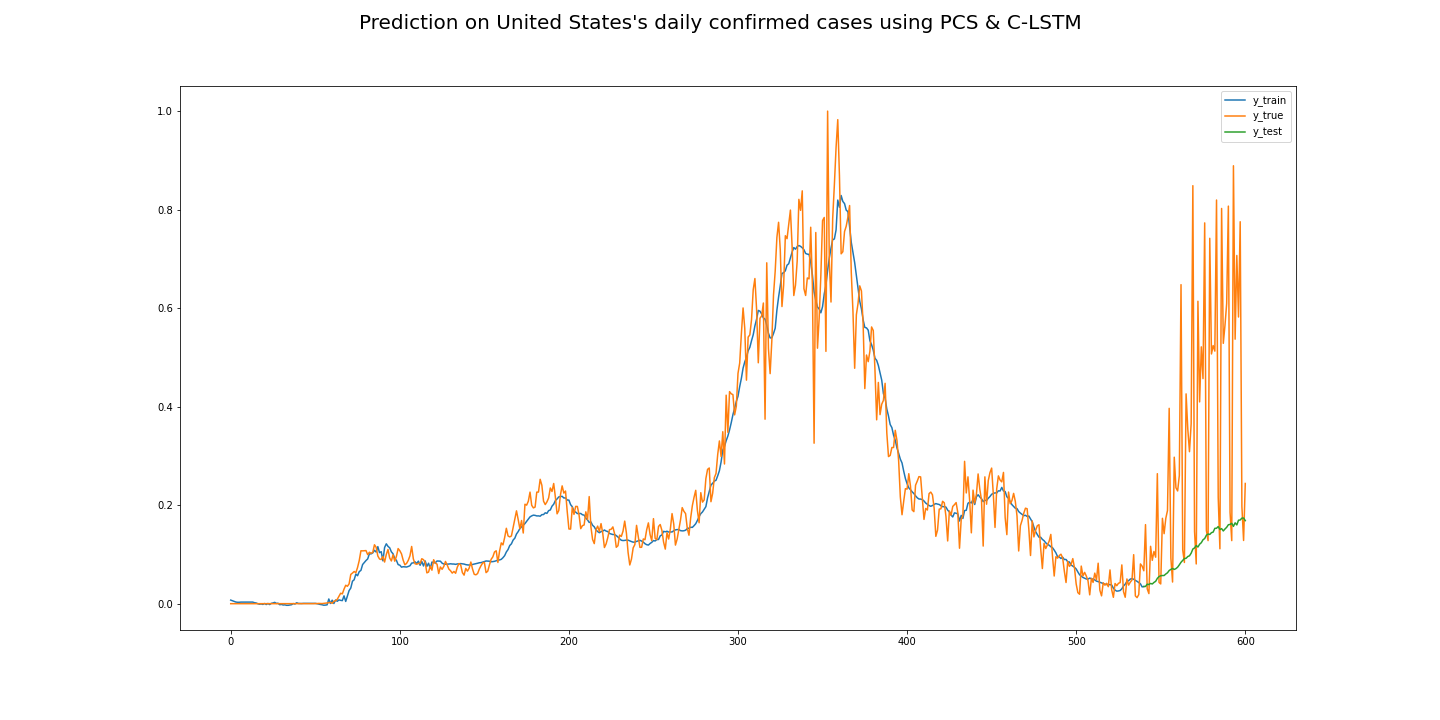 Prediction on United States's daily confirmed cases using PCS & C-LSTM
y_train
y_true
y_test
1.0
0.8
0.6
0.4
0.2
0.0
0 100 200 300 400 500 600